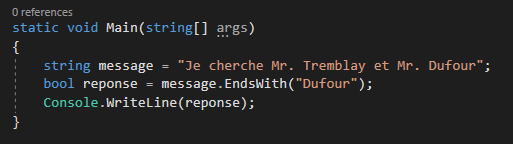 0 references
static void Main(string[] args)
{
string message = "Je cherche Mr. Tremblay et Mr. Dufour";
bool reponse = message.EndsWith("Dufour");
Console.WriteLine(reponse);
}